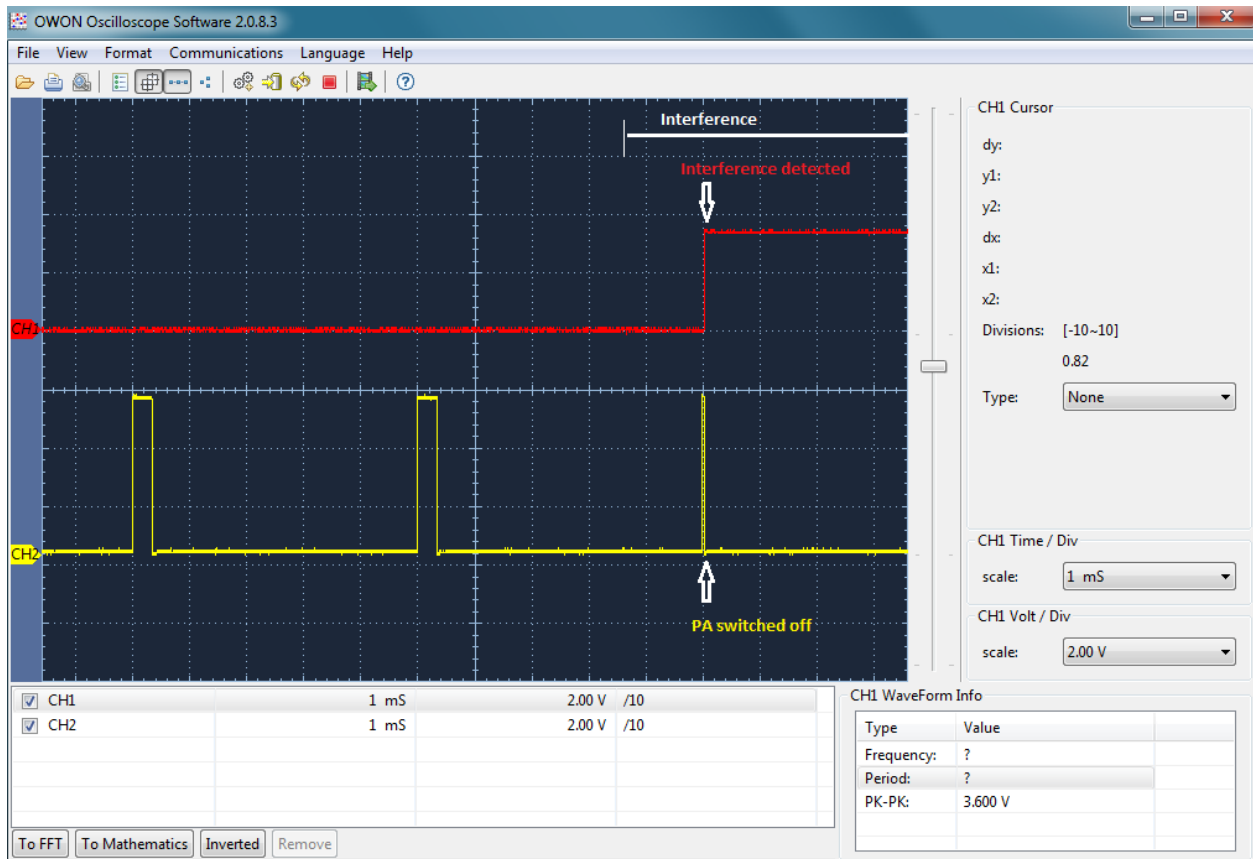 OWON Oscilloscope Software 2.0.8.3
File View Format Communications Language Help
Interference
Interference detected
CH1
CH2
PA switched off
CH1 Cursor
dy:
y1:
y2:
dx:
x1:
x2:
Divisions: [-10~10]
0.82
Type: None
CH1 Time / Div
scale: 1 mS
CH1 Volt / Div
scale: 2.00 V
CH1 1 mS 2.00 V /10
CH2 1 mS 2.00 V /10
CH1 WaveForm Info
Type Value
Frequency: ?
Period: ?
PK-PK: 3.600 V
To FFT To Mathematics Inverted Remove